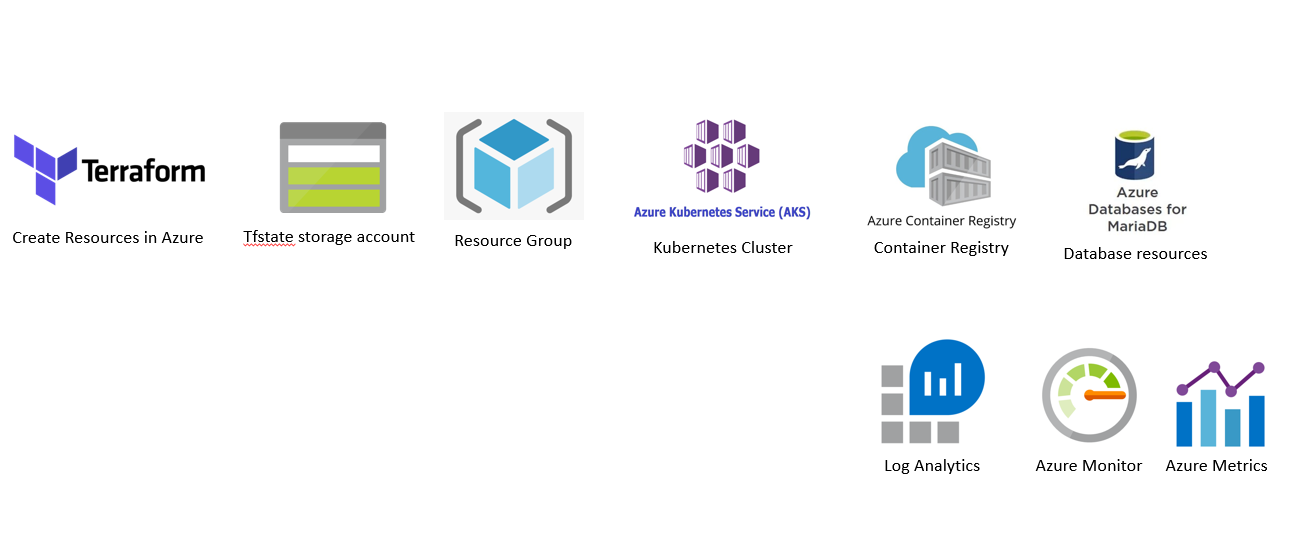 Terraform
Create Resources in Azure
Tfstate storage account
Resource Group
Azure Kubernetes Service (AKS)
Kubernetes Cluster
Azure Container Registry
Container Registry
Azure
Databases for
MariaDB
Database resources
Log Analytics
Azure Monitor
Azure Metrics